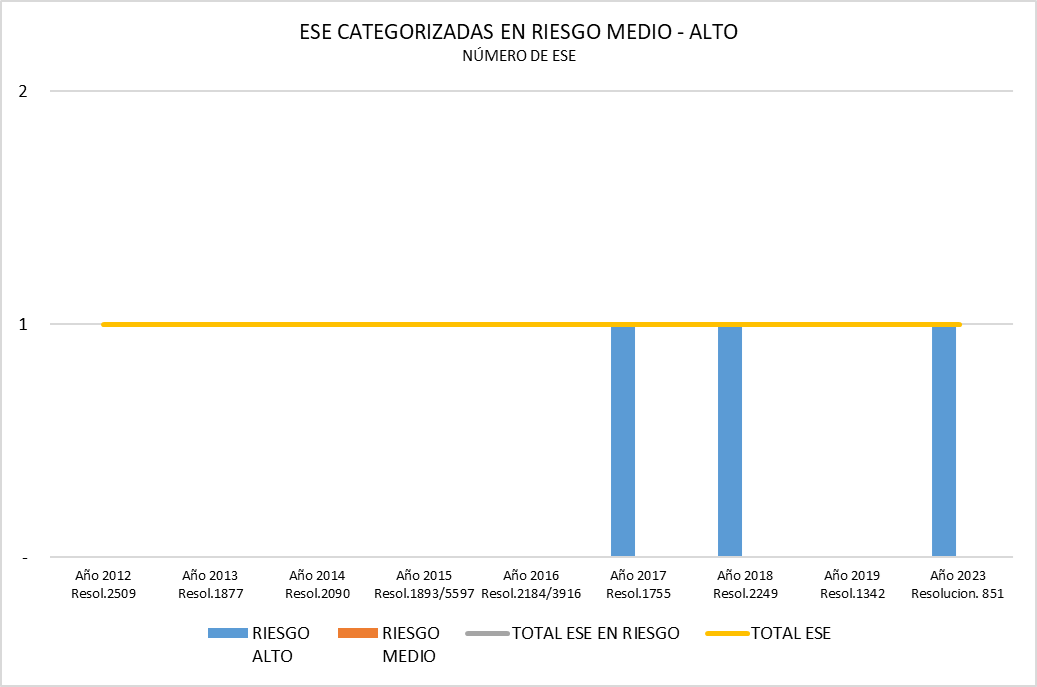 ESE CATEGORIZADAS EN RIESGO MEDIO - ALTO
NÚMERO DE ESE
2
1
-
Año 2012 Año 2013 Año 2014 Año 2015 Año 2016 Año 2017 Año 2018 Año 2019 Año 2023
Resol.2509 Resol.1877 Resol.2090 Resol.1893/5597 Resol.2184/3916 Resol.1755 Resol.2249 Resol.1342 Resolucion. 851
RIESGO ALTO
RIESGO MEDIO
TOTAL ESE EN RIESGO
TOTAL ESE